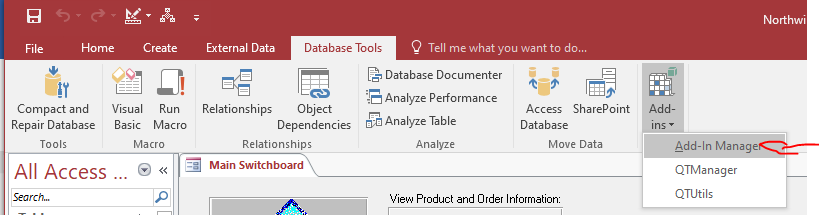 Northwi
File Home Create External Data Database Tools Tell me what you want to do...
Compact and Repair Database
Visual Basic
Run Macro
Relationships
Object Dependencies
Database Documenter
Analyze Performance
Analyze Table
Access Database
SharePoint
Add-ins
Tools Macro Relationships Analyze Move Data
Add-In Manager
QTManager
QTUtils
All Access ...
Main Switchboard
Search...
View Product and Order Information: